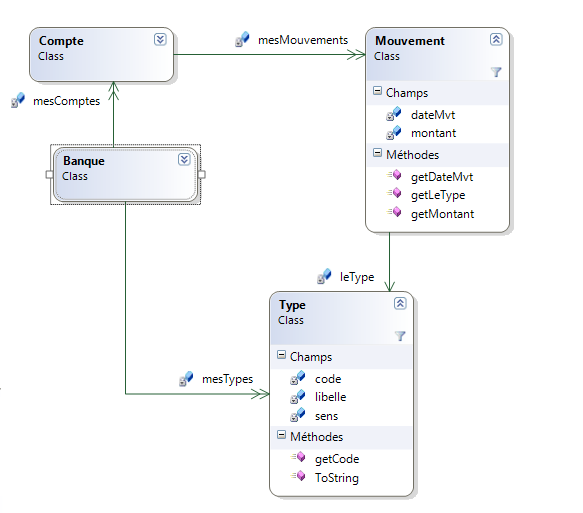 Compte
Class
mesMouvements
Mouvement
Class
Champs
dateMvt
montant
Méthodes
getDateMvt
getLeType
getMontant
mesComptes
Banque
Class
leType
Type
Class
Champs
code
libelle
sens
Méthodes
getCode
ToString
mesTypes